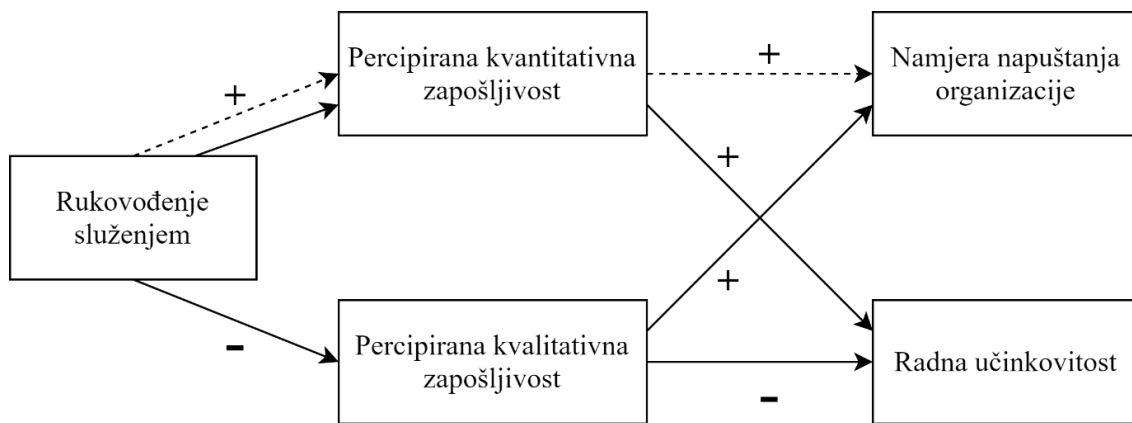 Percipirana kvantitativna
zapošljivost
+
Namjera napuštanja
organizacije
+
+
Rukovođenje
služenjem
+
-
Percipirana kvalitativna
zapošljivost
-
Radna učinkovitost